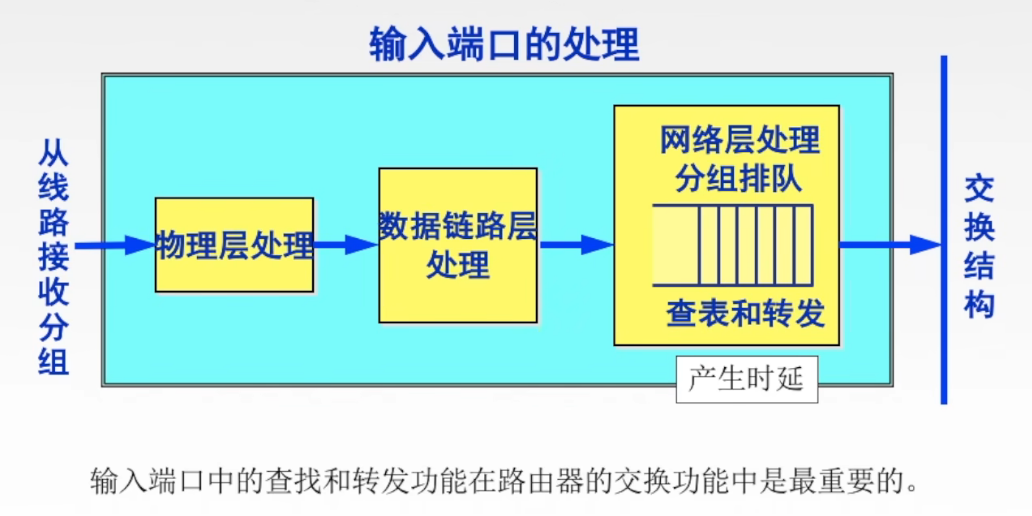 输入端口的处理
从线路接收分组
物理层处理
数据链路层
处理
网络层处理
分组排队
查表和转发
交换结构
产生时延
输入端口中的查找和转发功能在路由器的交换功能中是最重要的。